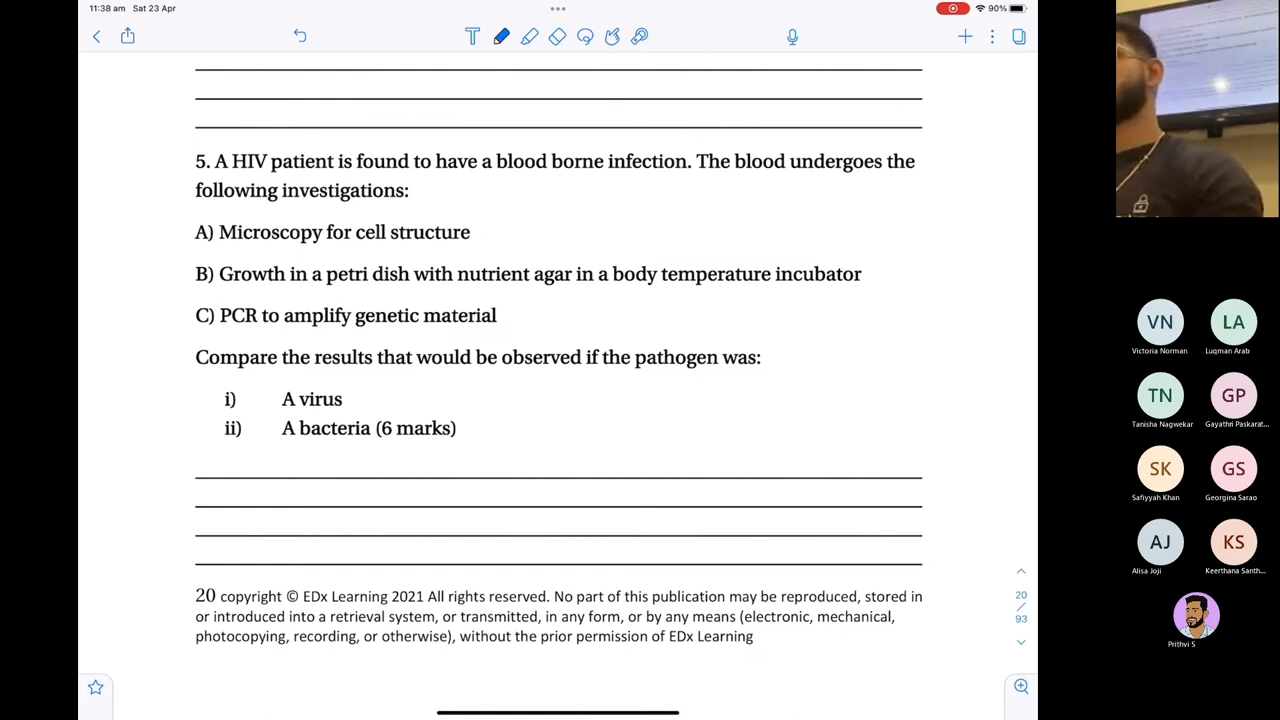 11:38 am Sat 23 Apr
90%
T
5. A HIV patient is found to have a blood borne infection. The blood undergoes the
following investigations:
A) Microscopy for cell structure
B) Growth in a petri dish with nutrient agar in a body temperature incubator
C) PCR to amplify genetic material
Compare the results that would be observed if the pathogen was:
i) A virus
ii) A bacteria (6 marks)
20 copyright © EDx Learning 2021 All rights reserved. No part of this publication may be reproduced, stored in
or introduced into a retrieval system, or transmitted, in any form, or by any means (electronic, mechanical,
photocopying, recording, or otherwise), without the prior permission of EDx Learning
20
/
93
VN LA
Victoria Norman Luqman Arab
TN GP
Tanisha Nagwekar Gayathri Paskarat...
SK GS
Safiyyah Khan Georgina Sarao
AJ KS
Alisa Joji Keerthana Santh...
Prithvi S